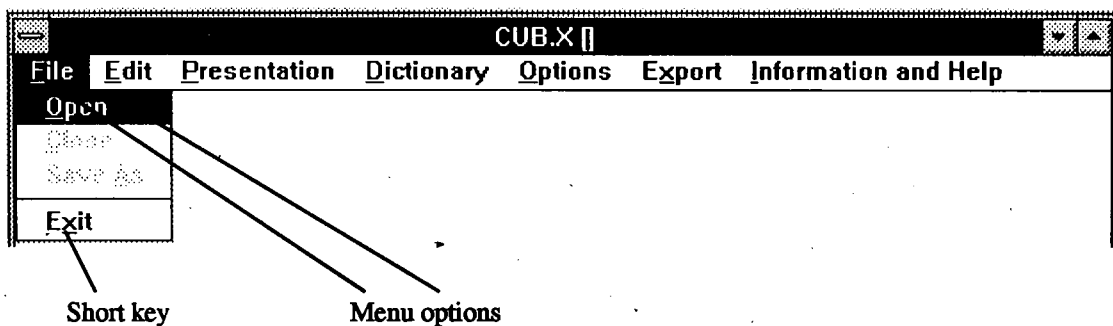 CUB.X []
File Edit Presentation Dictionary Options Export Information and Help
Open
Close
Save As
Exit
Short key Menu options